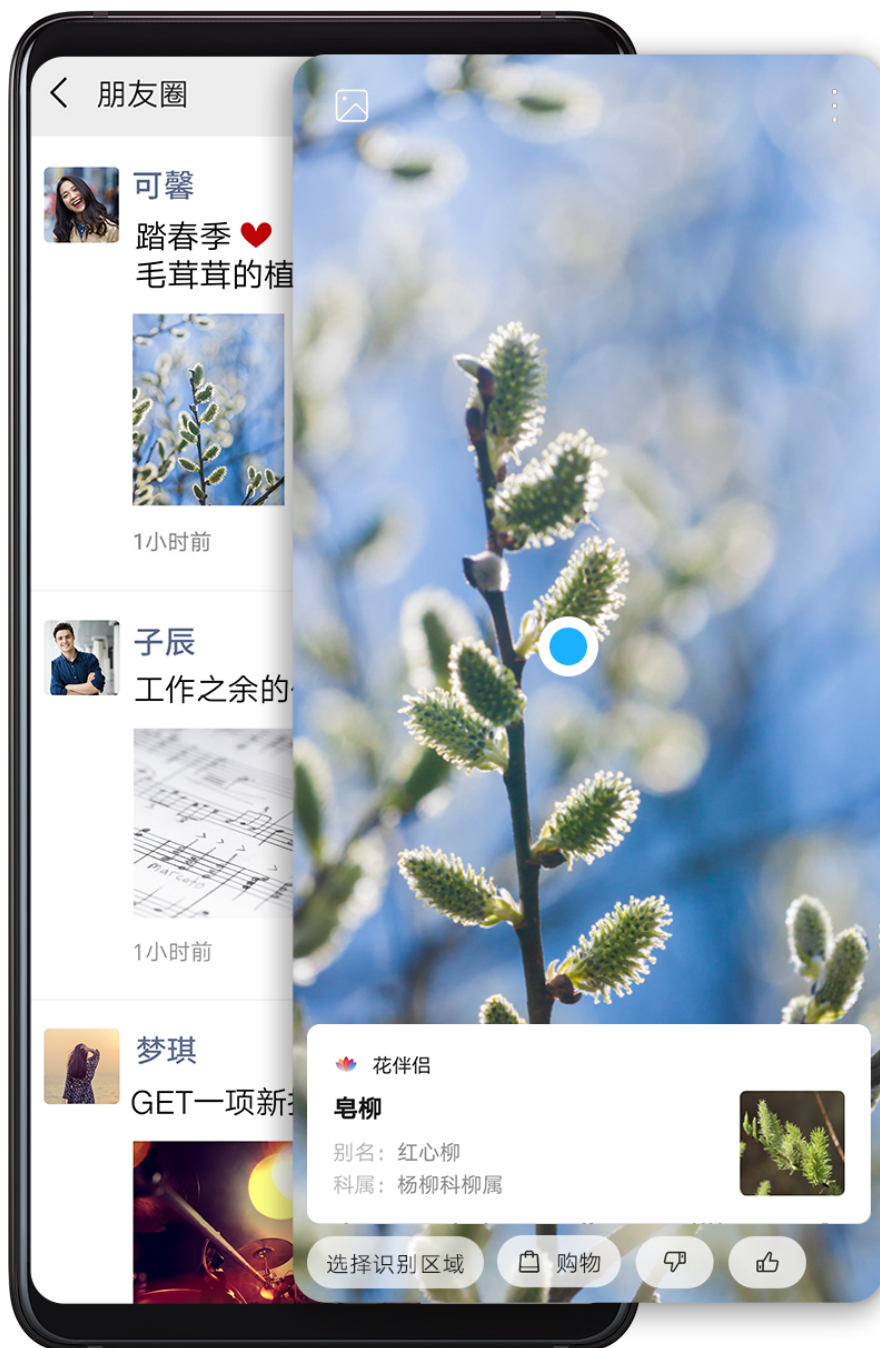 朋友圈
可馨
踏春季
毛茸茸的植
1小时前
子辰
工作之余的
Marcato
1小时前
梦琪
GET一项新
花伴侣
皂柳
别名：红心柳
科属：杨柳科柳属
选择识别区域
购物